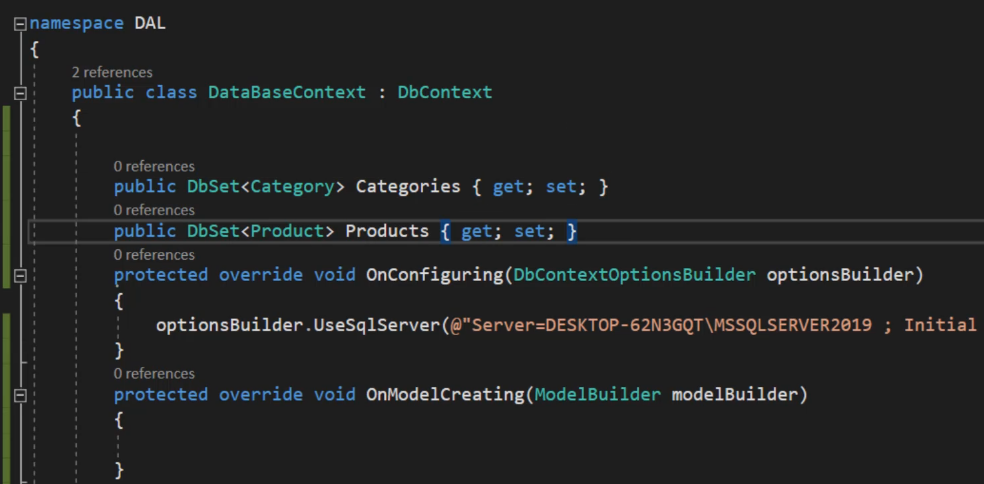 namespace DAL
{
2 references
public class DataBaseContext : DbContext
{
0 references
public DbSet<Category> Categories { get; set; }
0 references
public DbSet<Product> Products { get; set; }
0 references
protected override void OnConfiguring(DbContextOptionsBuilder optionsBuilder)
{
optionsBuilder.UseSqlServer(@"Server=DESKTOP-62N3GQT\MSSQLSERVER2019 ; Initial
}
0 references
protected override void OnModelCreating(ModelBuilder modelBuilder)
{
}